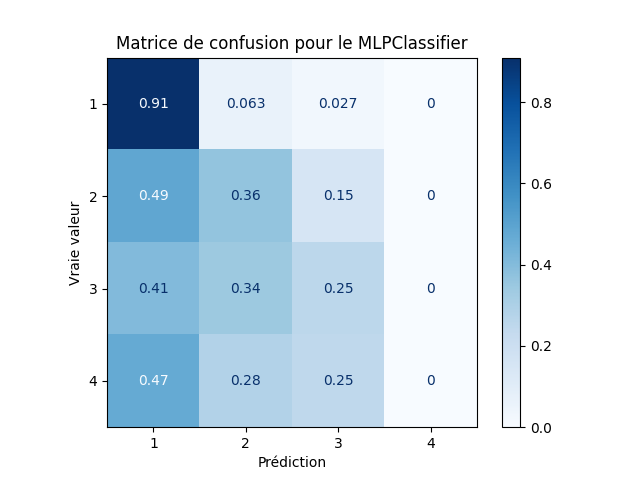 Matrice de confusion pour le MLPClassifier
1 0.91 0.063 0.027 0
2 0.49 0.36 0.15 0
3 0.41 0.34 0.25 0
4 0.47 0.28 0.25 0
1 2 3 4
Prédiction
Vraie valeur
0.8
0.6
0.4
0.2
0.0